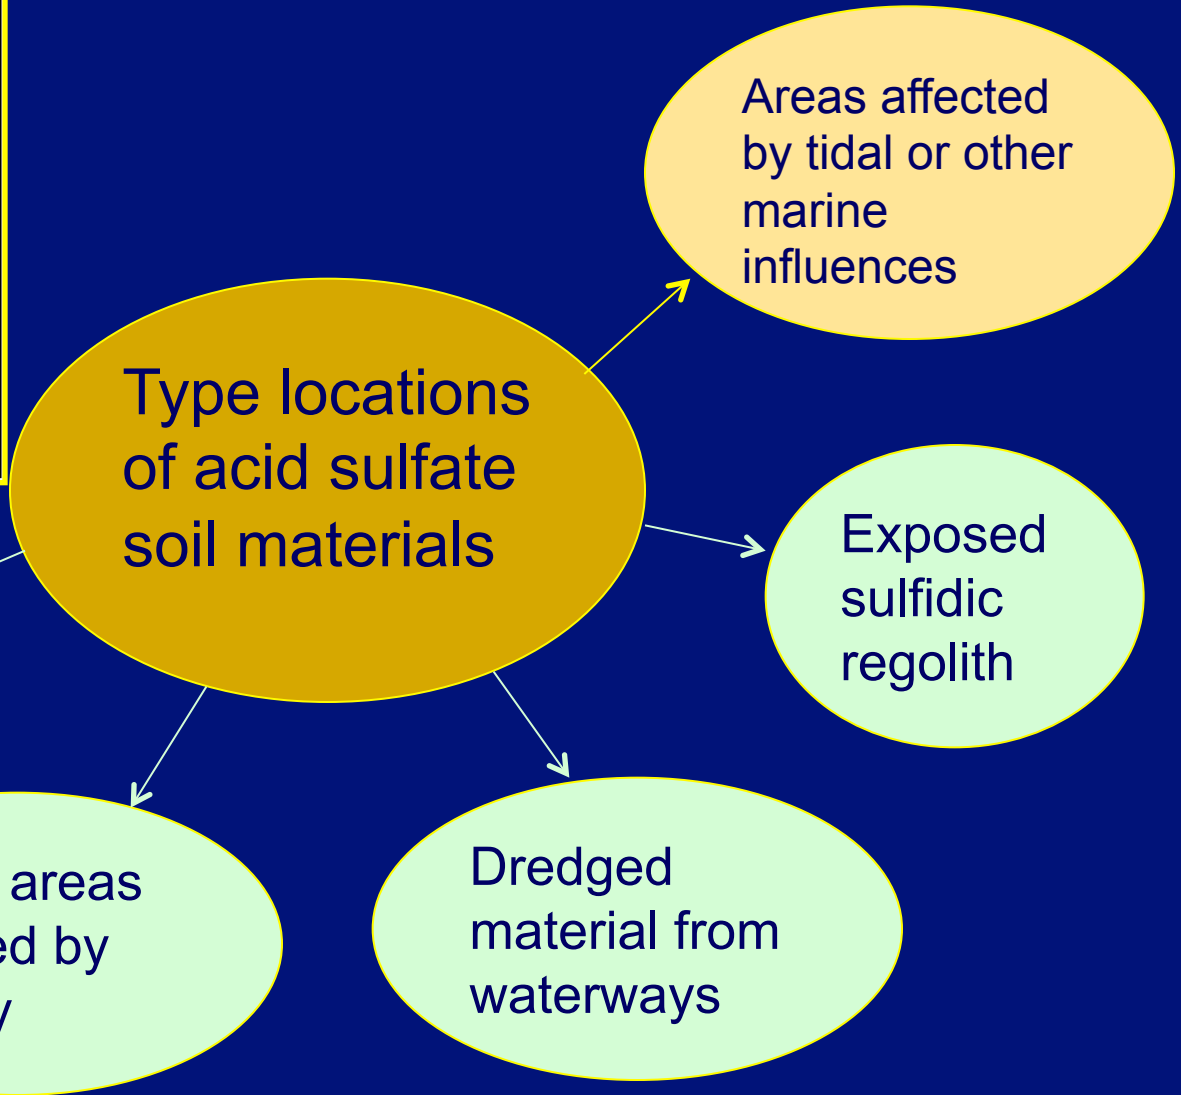 Areas affected
by tidal or other
marine
influences
Type locations
of acid sulfate
soil materials
Exposed
sulfidic
regolith
areas
by
Dredged
material from
waterways